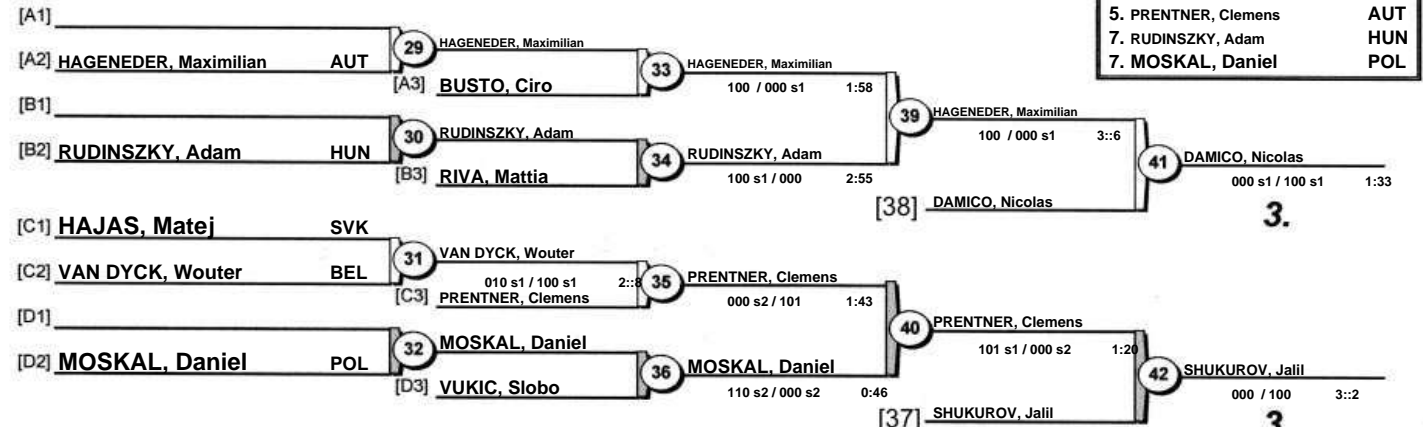 5. PRENTNER, Clemens AUT
7. RUDINSZKY, Adam HUN
7. MOSKAL, Daniel POL
[A1]
[A2] HAGENEDER, Maximilian AUT
29
HAGENEDER, Maximilian
[A3] BUSTO, Ciro
33
HAGENEDER, Maximilian
100 / 000 s1 1:58
[B1]
[B2] RUDINSZKY, Adam HUN
30
RUDINSZKY, Adam
[B3] RIVA, Mattia
34
RUDINSZKY, Adam
100 s1 / 000 2:55
39
HAGENEDER, Maximilian
100 / 000 s1 3::6
[38] DAMICO, Nicolas
41
DAMICO, Nicolas
000 s1 / 100 s1 1:33
3.
[C1] HAJAS, Matej SVK
[C2] VAN DYCK, Wouter BEL
31
VAN DYCK, Wouter
010 s1 / 100 s1 2::8
[C3] PRENTNER, Clemens
35
PRENTNER, Clemens
000 s2 / 101 1:43
[D1]
[D2] MOSKAL, Daniel POL
32
MOSKAL, Daniel
[D3] VUKIC, Slobo
36
MOSKAL, Daniel
110 s2 / 000 s2 0:46
40
PRENTNER, Clemens
101 s1 / 000 s2 1:20
[37] SHUKUROV, Jalil
42
SHUKUROV, Jalil
000 / 100 3::2
3